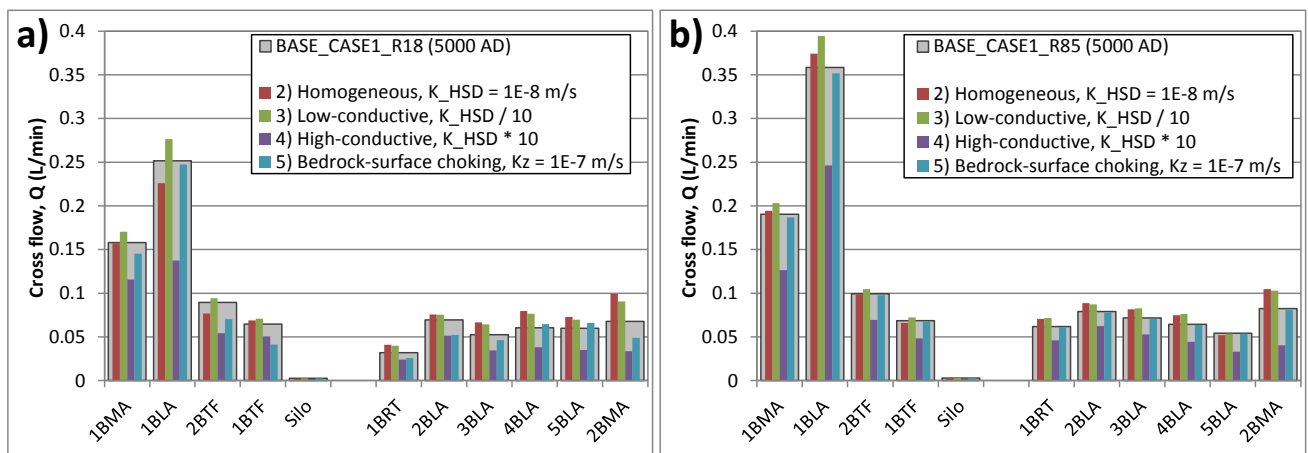 a)
BASE_CASE1_R18 (5000 AD)
2) Homogeneous, K_HSD = 1E-8 m/s
3) Low-conductive, K_HSD / 10
4) High-conductive, K_HSD * 10
5) Bedrock-surface choking, Kz = 1E-7 m/s
Cross flow, Q (L/min)
0.4
0.35
0.3
0.25
0.2
0.15
0.1
0.05
0
1BMA
1BLA
2BTF
1BTF
Silo
1BRT
2BLA
3BLA
4BLA
5BLA
2BMA
b)
BASE_CASE1_R85 (5000 AD)
2) Homogeneous, K_HSD = 1E-8 m/s
3) Low-conductive, K_HSD / 10
4) High-conductive, K_HSD * 10
5) Bedrock-surface choking, Kz = 1E-7 m/s
Cross flow, Q (L/min)
0.4
0.35
0.3
0.25
0.2
0.15
0.1
0.05
0
1BMA
1BLA
2BTF
1BTF
Silo
1BRT
2BLA
3BLA
4BLA
5BLA
2BMA